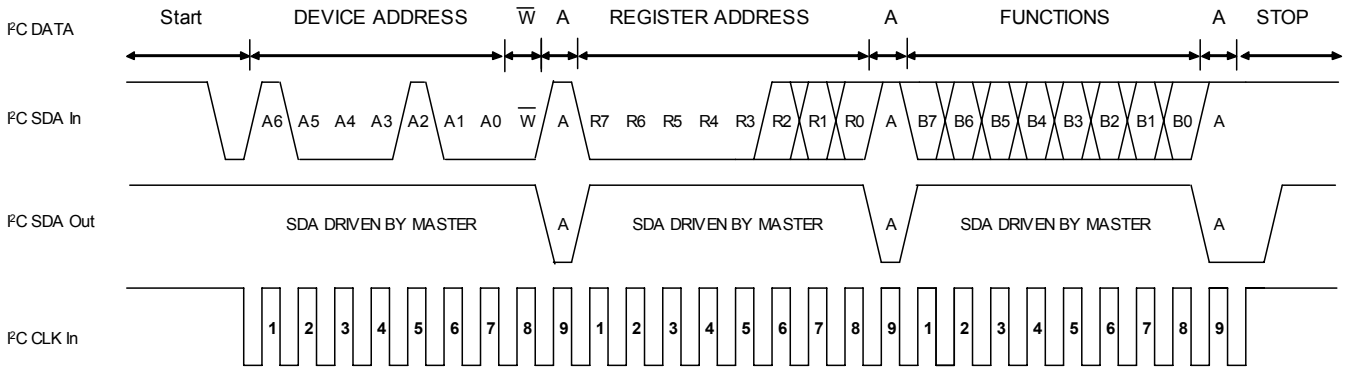 I²C DATA Start DEVICE ADDRESS W̅ A REGISTER ADDRESS A FUNCTIONS A STOP
I²C SDA In A6 A5 A4 A3 A2 A1 A0 W̅ A R7 R6 R5 R4 R3 R2 R1 R0 A B7 B6 B5 B4 B3 B2 B1 B0 A
I²C SDA Out SDA DRIVEN BY MASTER A SDA DRIVEN BY MASTER A SDA DRIVEN BY MASTER A
I²C CLK In 1 2 3 4 5 6 7 8 9 1 2 3 4 5 6 7 8 9 1 2 3 4 5 6 7 8 9